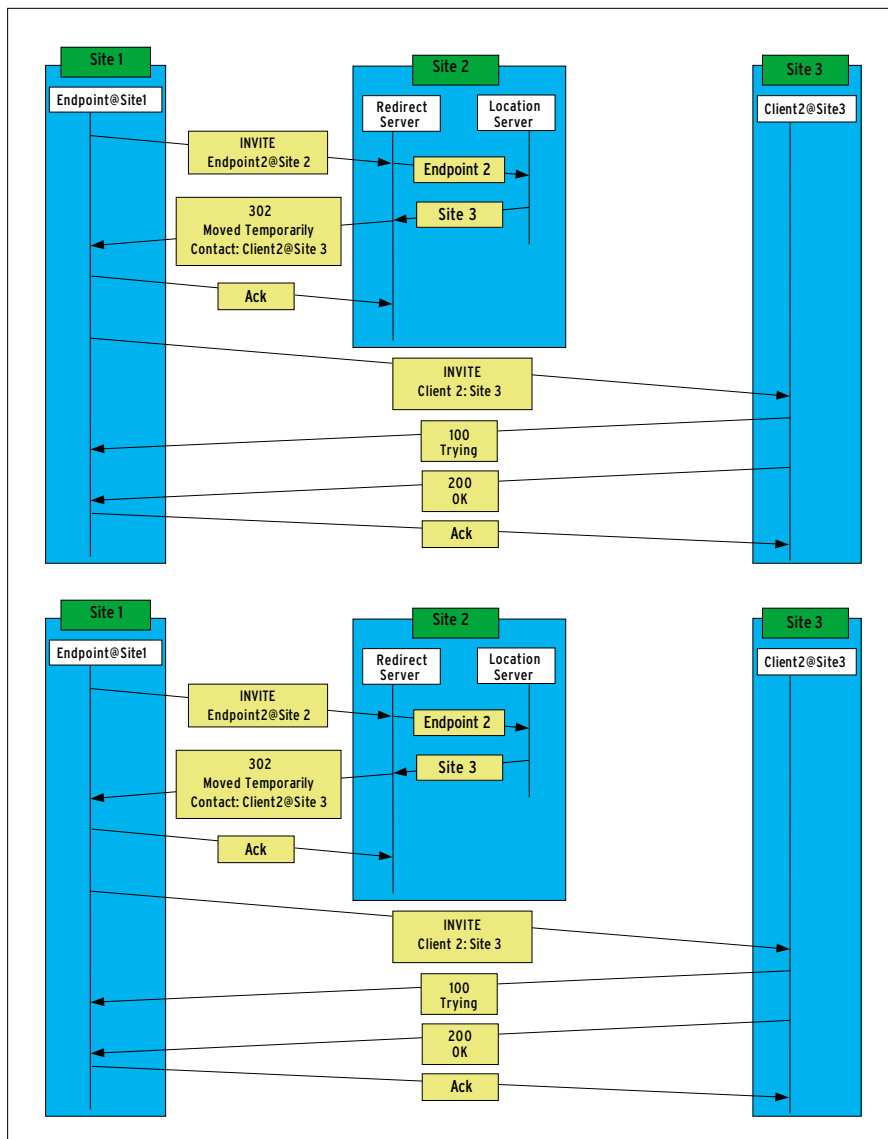 Site 1
Site 2
Site 3
Endpoint@Site1
Redirect
Server
Location
Server
Client2@Site3
INVITE
Endpoint2@Site 2
Endpoint 2
Site 3
302
Moved Temporarily
Contact: Client2@Site 3
Ack
INVITE
Client 2: Site 3
100
Trying
200
OK
Ack
Site 1
Site 2
Site 3
Endpoint@Site1
Redirect
Server
Location
Server
Client2@Site3
INVITE
Endpoint2@Site 2
Endpoint 2
Site 3
302
Moved Temporarily
Contact: Client2@Site 3
Ack
INVITE
Client 2: Site 3
100
Trying
200
OK
Ack